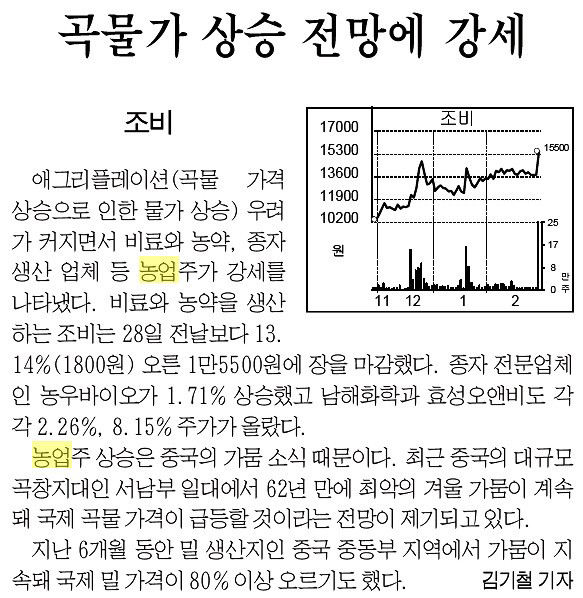 곡물가 상승 전망에 강세
조비
애그리플레이션(곡물 가격
상승으로 인한 물가 상승) 우려
가 커지면서 비료와 농약, 종자
생산 업체 등 농업주가 강세를
나타냈다. 비료와 농약을 생산
하는 조비는 28일 전날보다 13.
14%(1800원) 오른 1만5500원에 장을 마감했다. 종자 전문업체
인 농우바이오가 1.71% 상승했고 남해화학과 효성오앤비도 각
각 2.26%, 8.15% 주가가 올랐다.
농업주 상승은 중국의 가뭄 소식 때문이다. 최근 중국의 대규모
곡창지대인 서남부 일대에서 62년 만에 최악의 겨울 가뭄이 계속
돼 국제 곡물 가격이 급등할 것이라는 전망이 제기되고 있다.
지난 6개월 동안 밀 생산지인 중국 중동부 지역에서 가뭄이 지
속돼 국제 밀 가격이 80% 이상 오르기도 했다. 김기철 기자
조비
17000
15300
13600
11900
10200
원
15500
25
17
8
0
만
주
11 12 1 2